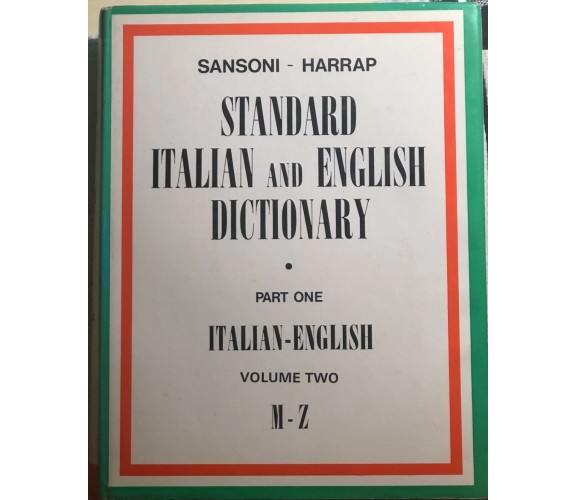 SANSONI - HARRAP
STANDARD
ITALIAN AND ENGLISH
DICTIONARY
•
PART ONE
ITALIAN-ENGLISH
VOLUME TWO
M-Z